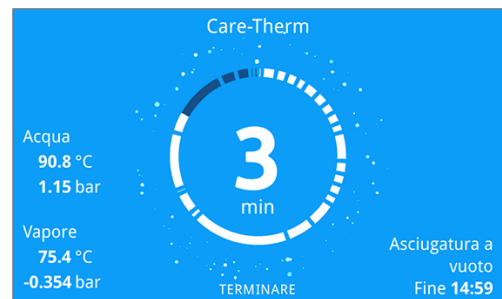 Care-Therm
3
min
Acqua
90.8 °C
1.15 bar
Vapore
75.4 °C
-0.354 bar
Asciugatura a
vuoto
Fine 14:59
TERMINARE